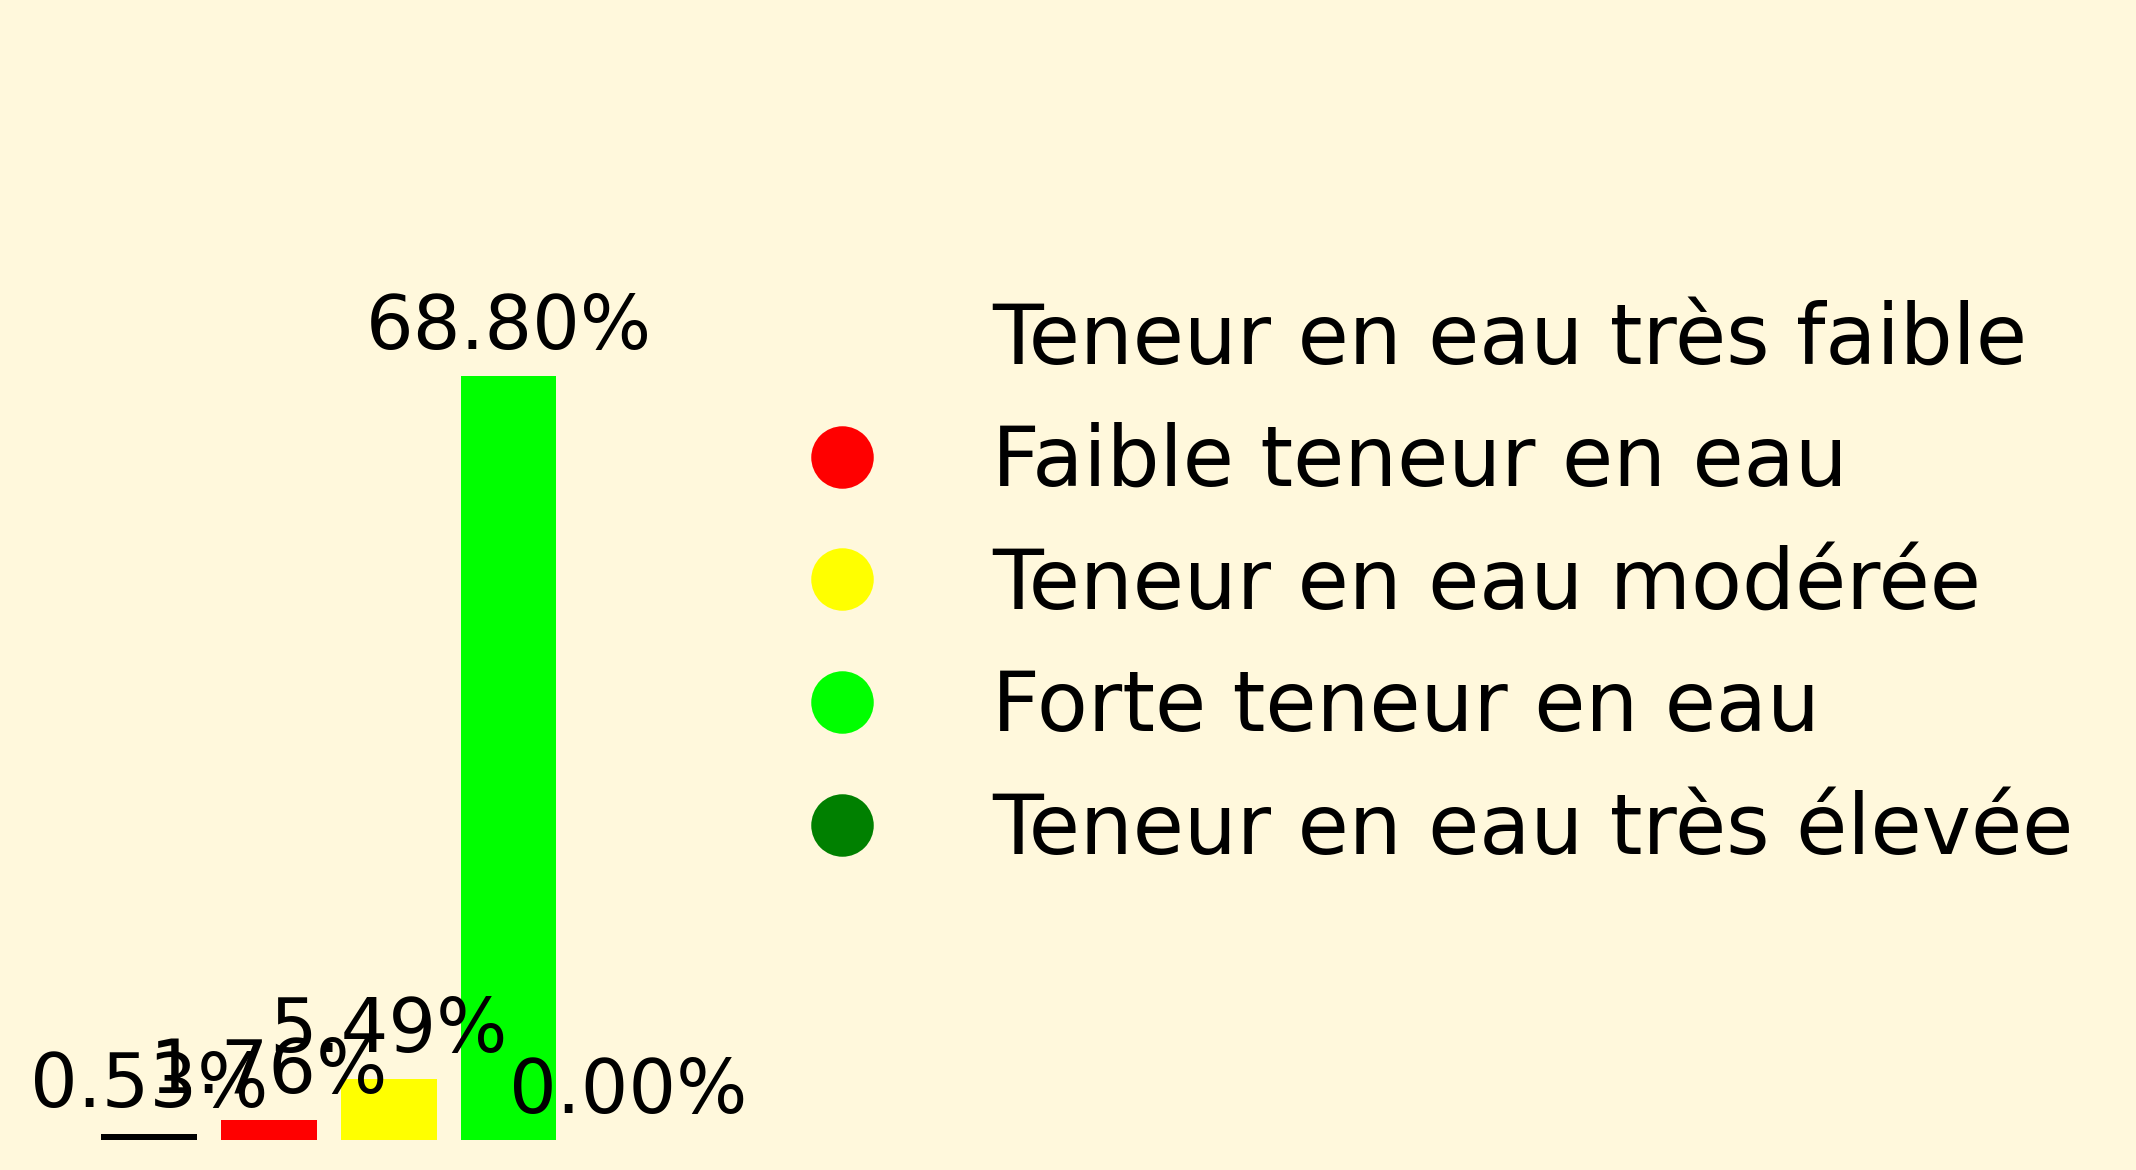 68.80%
5.49%
1.76%
0.53%
0.00%
Teneur en eau très faible
Faible teneur en eau
Teneur en eau modérée
Forte teneur en eau
Teneur en eau très élevée